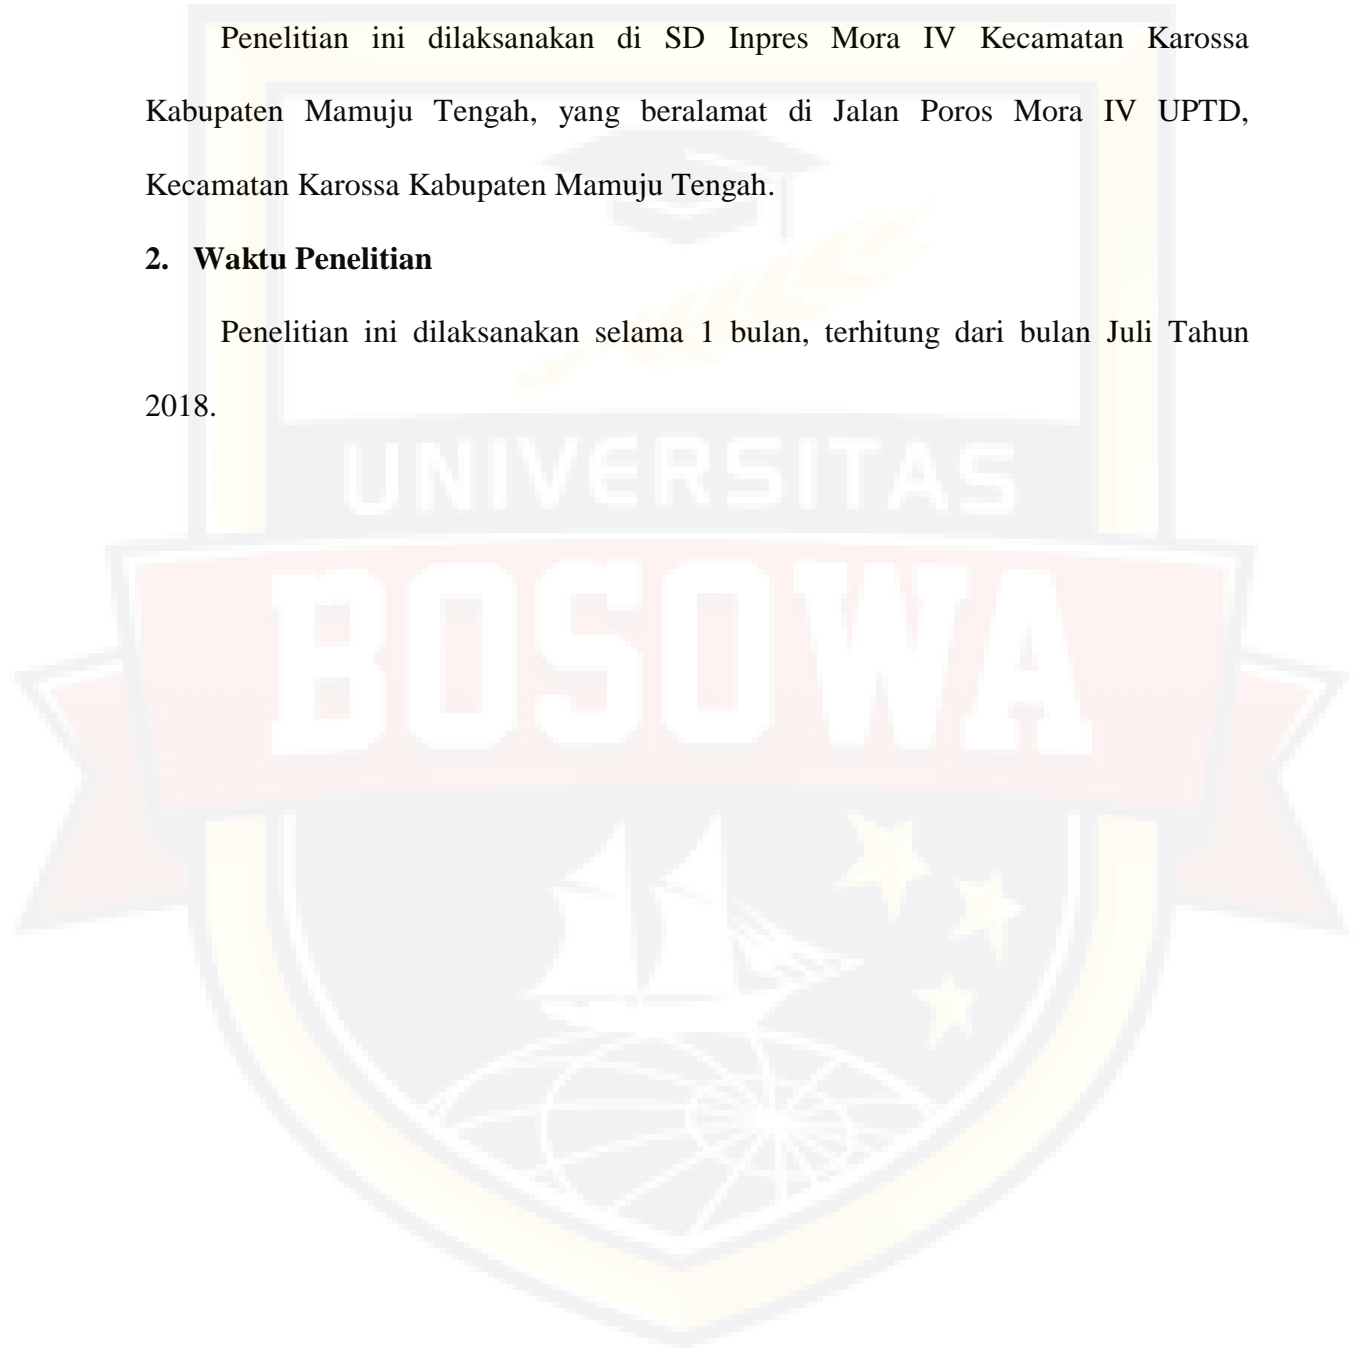 Penelitian ini dilaksanakan di SD Inpres Mora IV Kecamatan Karossa
Kabupaten Mamuju Tengah, yang beralamat di Jalan Poros Mora IV UPTD,
Kecamatan Karossa Kabupaten Mamuju Tengah.
2. Waktu Penelitian
Penelitian ini dilaksanakan selama 1 bulan, terhitung dari bulan Juli Tahun
2018.
UNIVERSITAS
BOSOWA